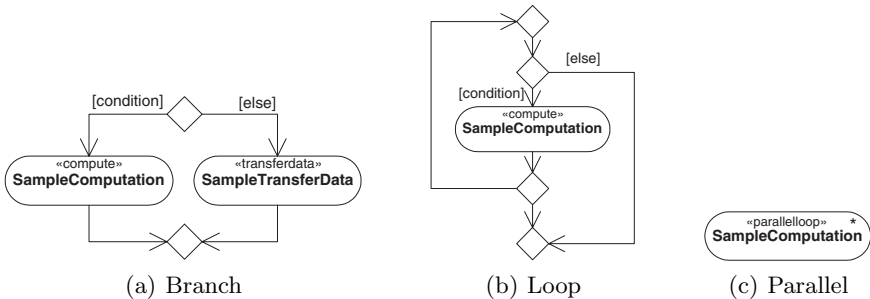 [condition]
[else]
«compute»
SampleComputation
«transferdata»
SampleTransferData
(a) Branch
[else]
[condition]
«compute»
SampleComputation
(b) Loop
«parallelloop» *
SampleComputation
(c) Parallel